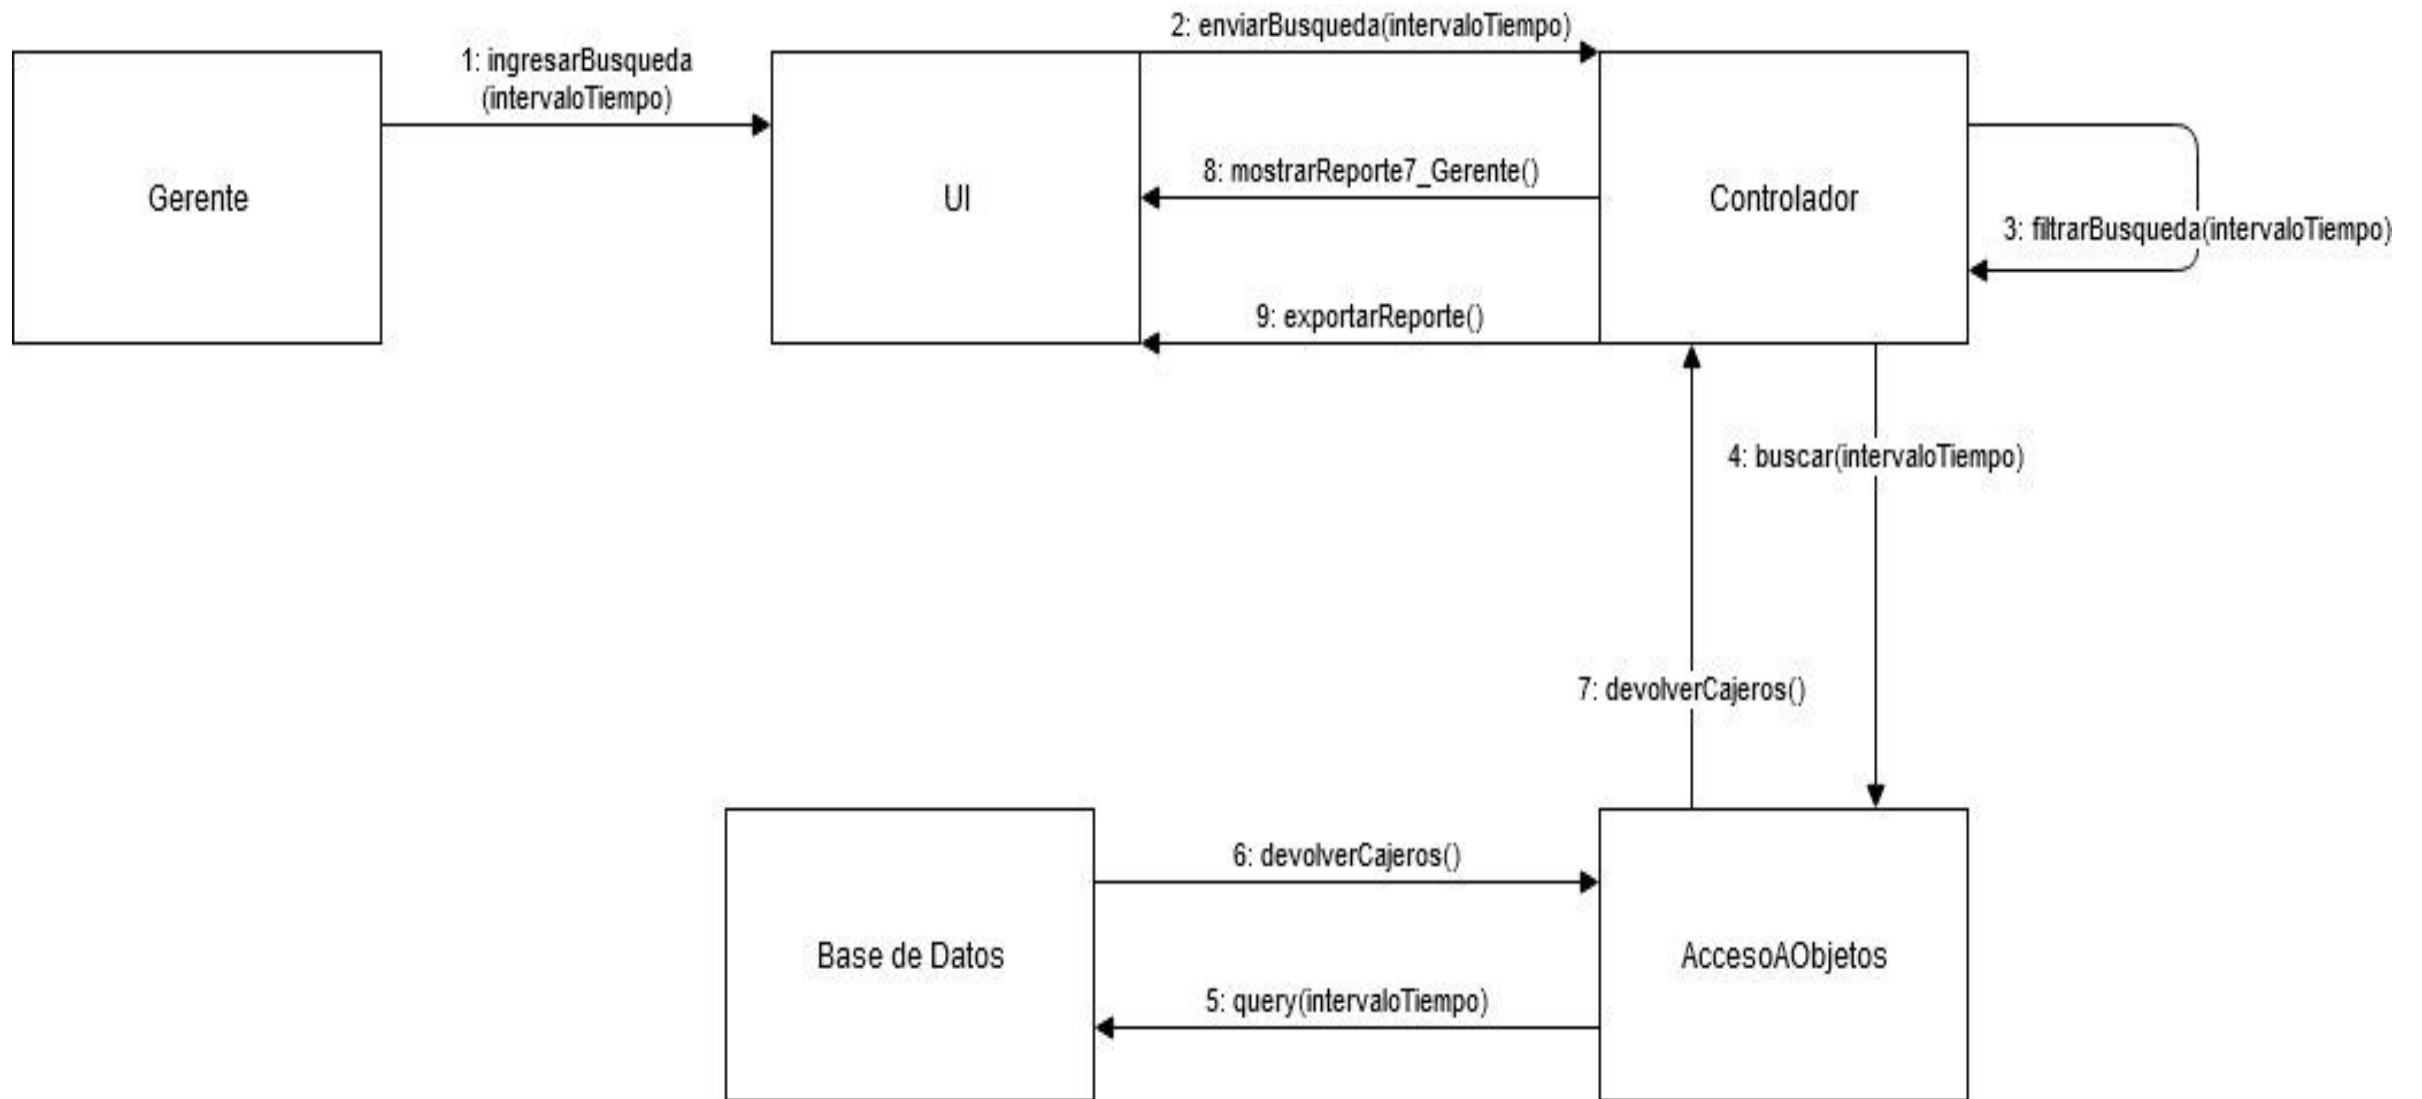 2: enviarBusqueda(intervaloTiempo)
1: ingresarBusqueda
(intervaloTiempo)
8: mostrarReporte7_Gerente()
Gerente
UI
Controlador
3: filtrarBusqueda(intervaloTiempo)
9: exportarReporte()
4: buscar(intervaloTiempo)
7: devolverCajeros()
6: devolverCajeros()
Base de Datos
AccesoAObjetos
5: query(intervaloTiempo)